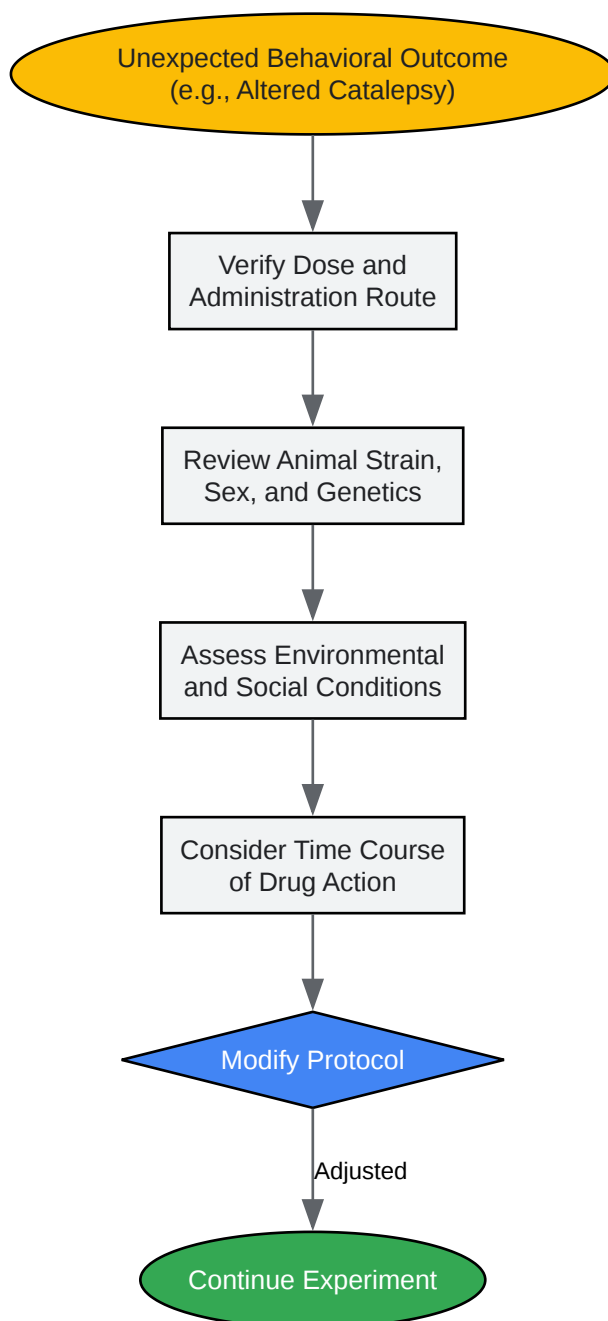 Unexpected Behavioral Outcome
(e.g., Altered Catalepsy)
Verify Dose and
Administration Route
Review Animal Strain,
Sex, and Genetics
Assess Environmental
and Social Conditions
Consider Time Course
of Drug Action
Modify Protocol
Adjusted
Continue Experiment